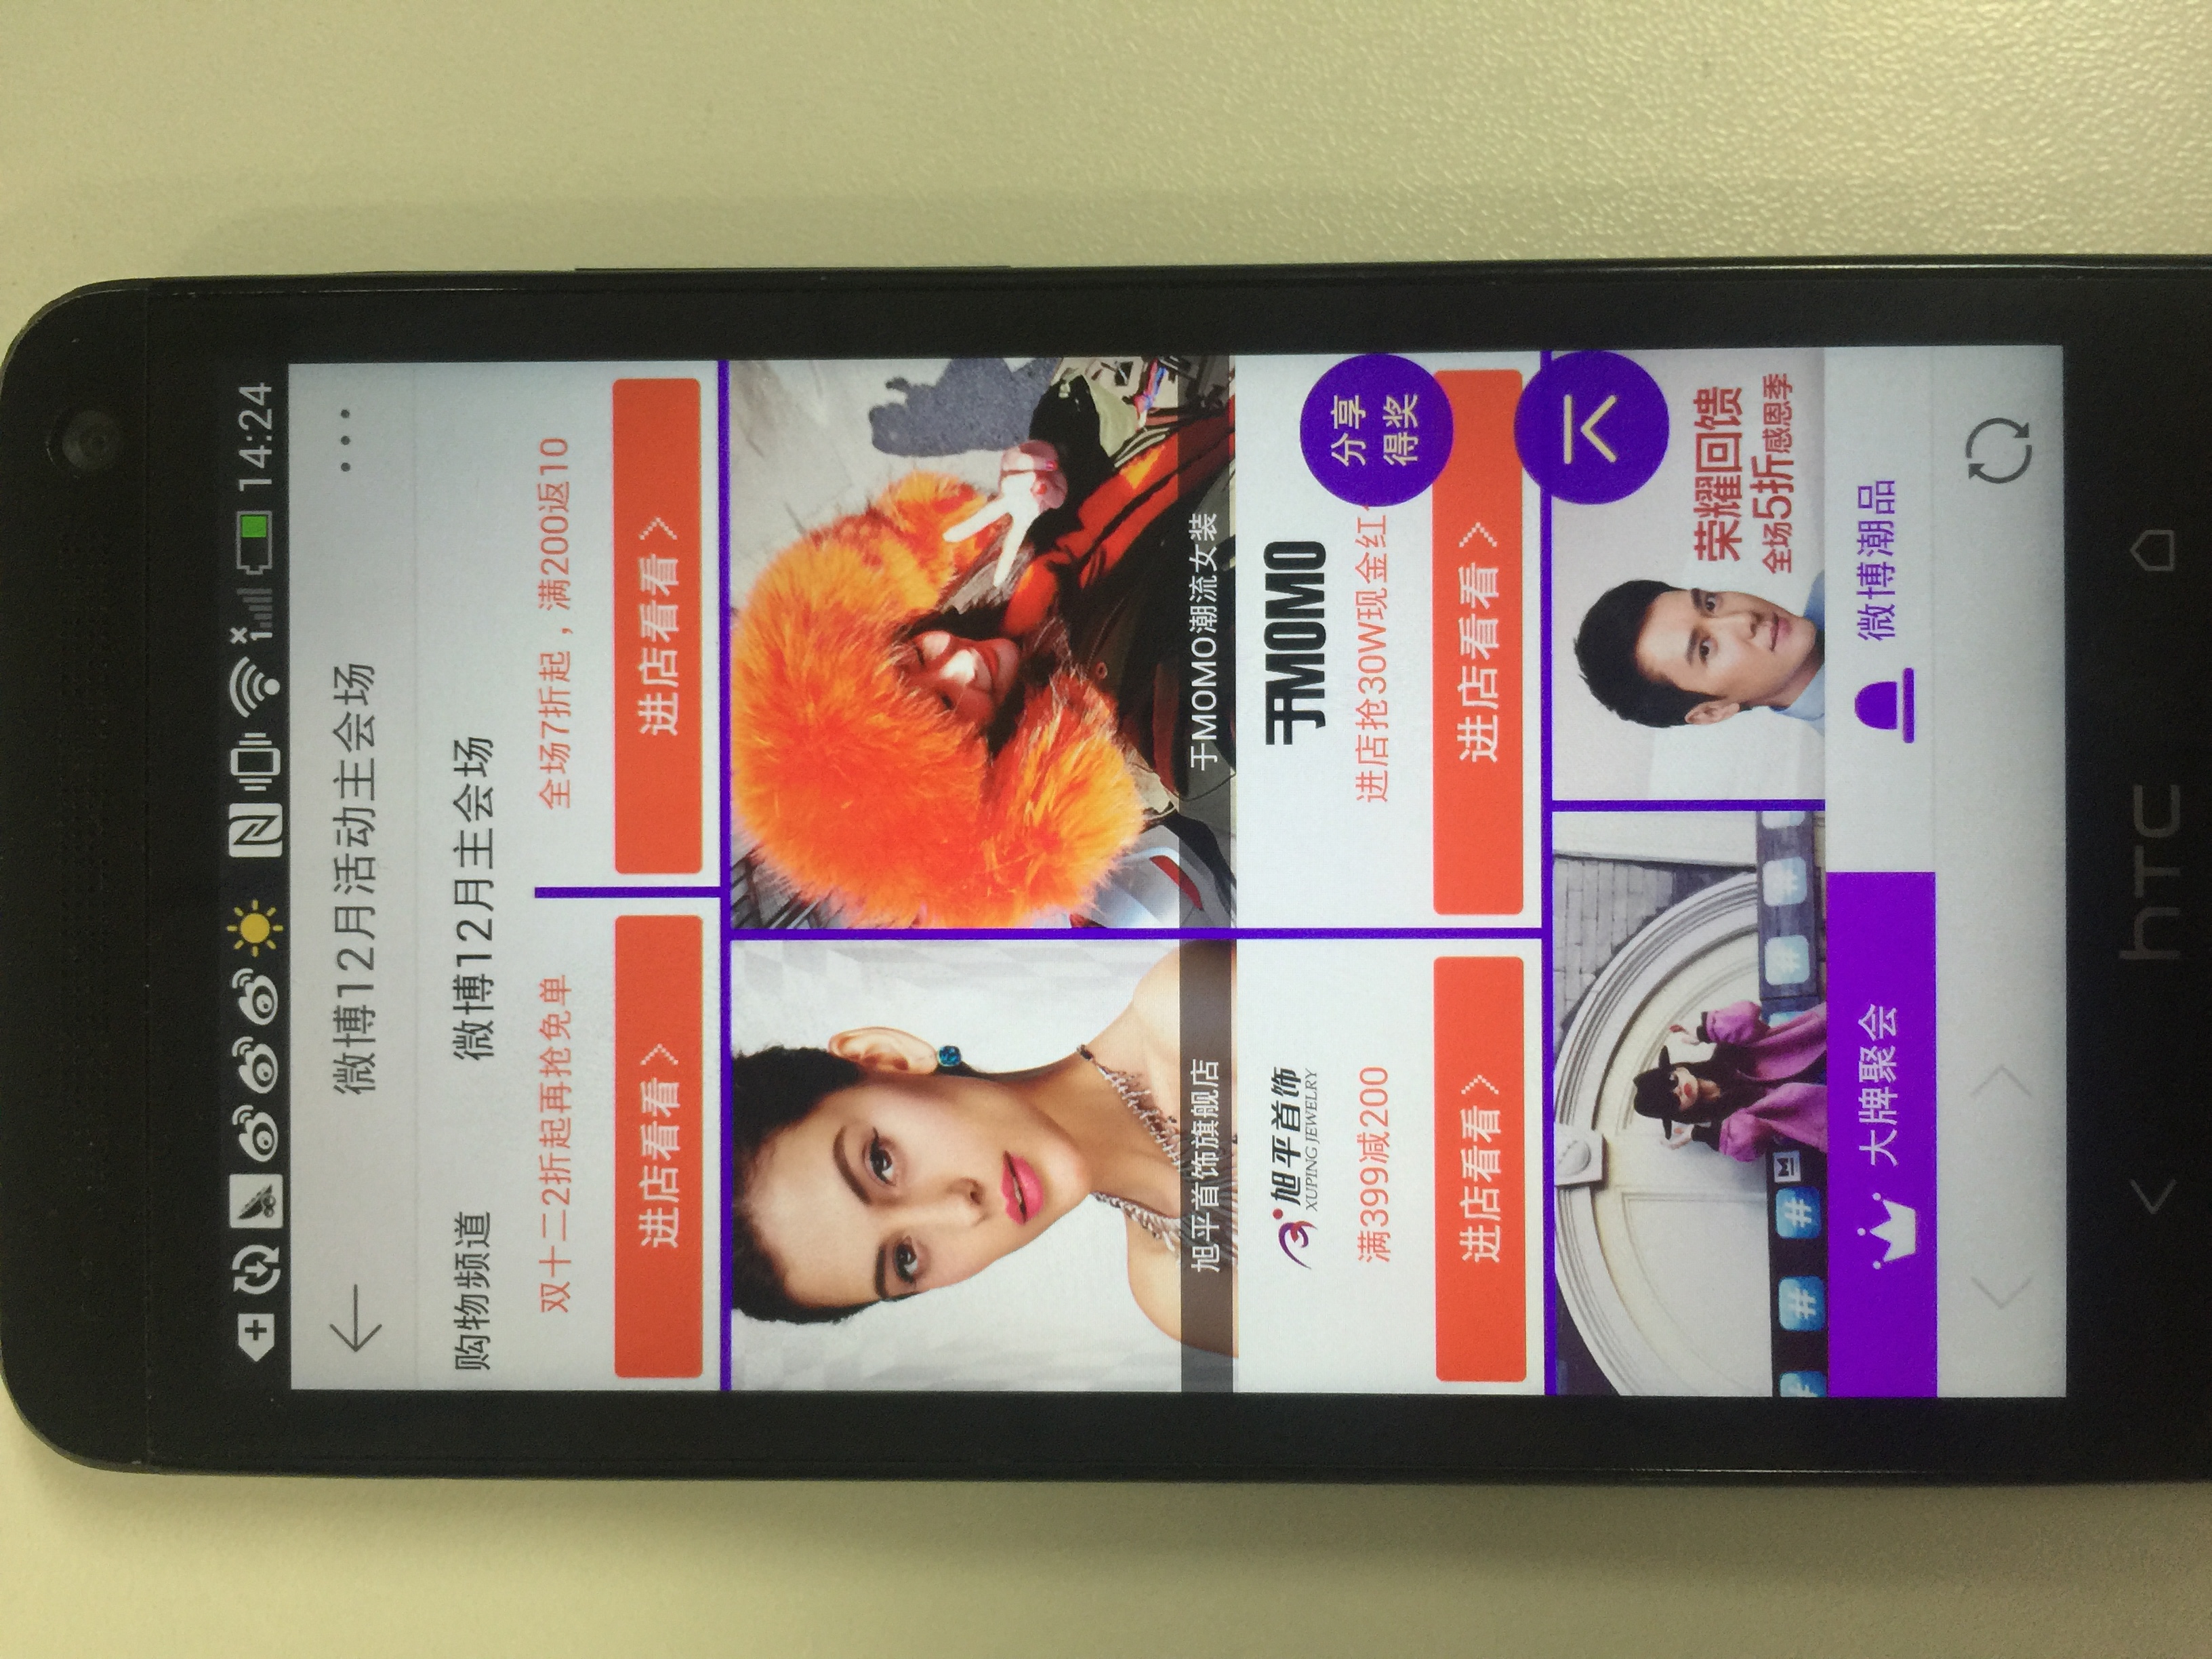 14:24
微博12月活动主会场
购物频道
微博12月主会场
双十二2折起再抢免单
全场7折起，满200返10
进店看看
进店看看
旭平首饰旗舰店
于MOMO潮流女装
旭平首饰
XUPING JEWELRY
于MOMO
满399减200
进店抢30W现金红
分享
得奖
进店看看
进店看看
荣耀回馈
全场5折感恩季
# # #
M
大牌聚会
微博潮品
hTC